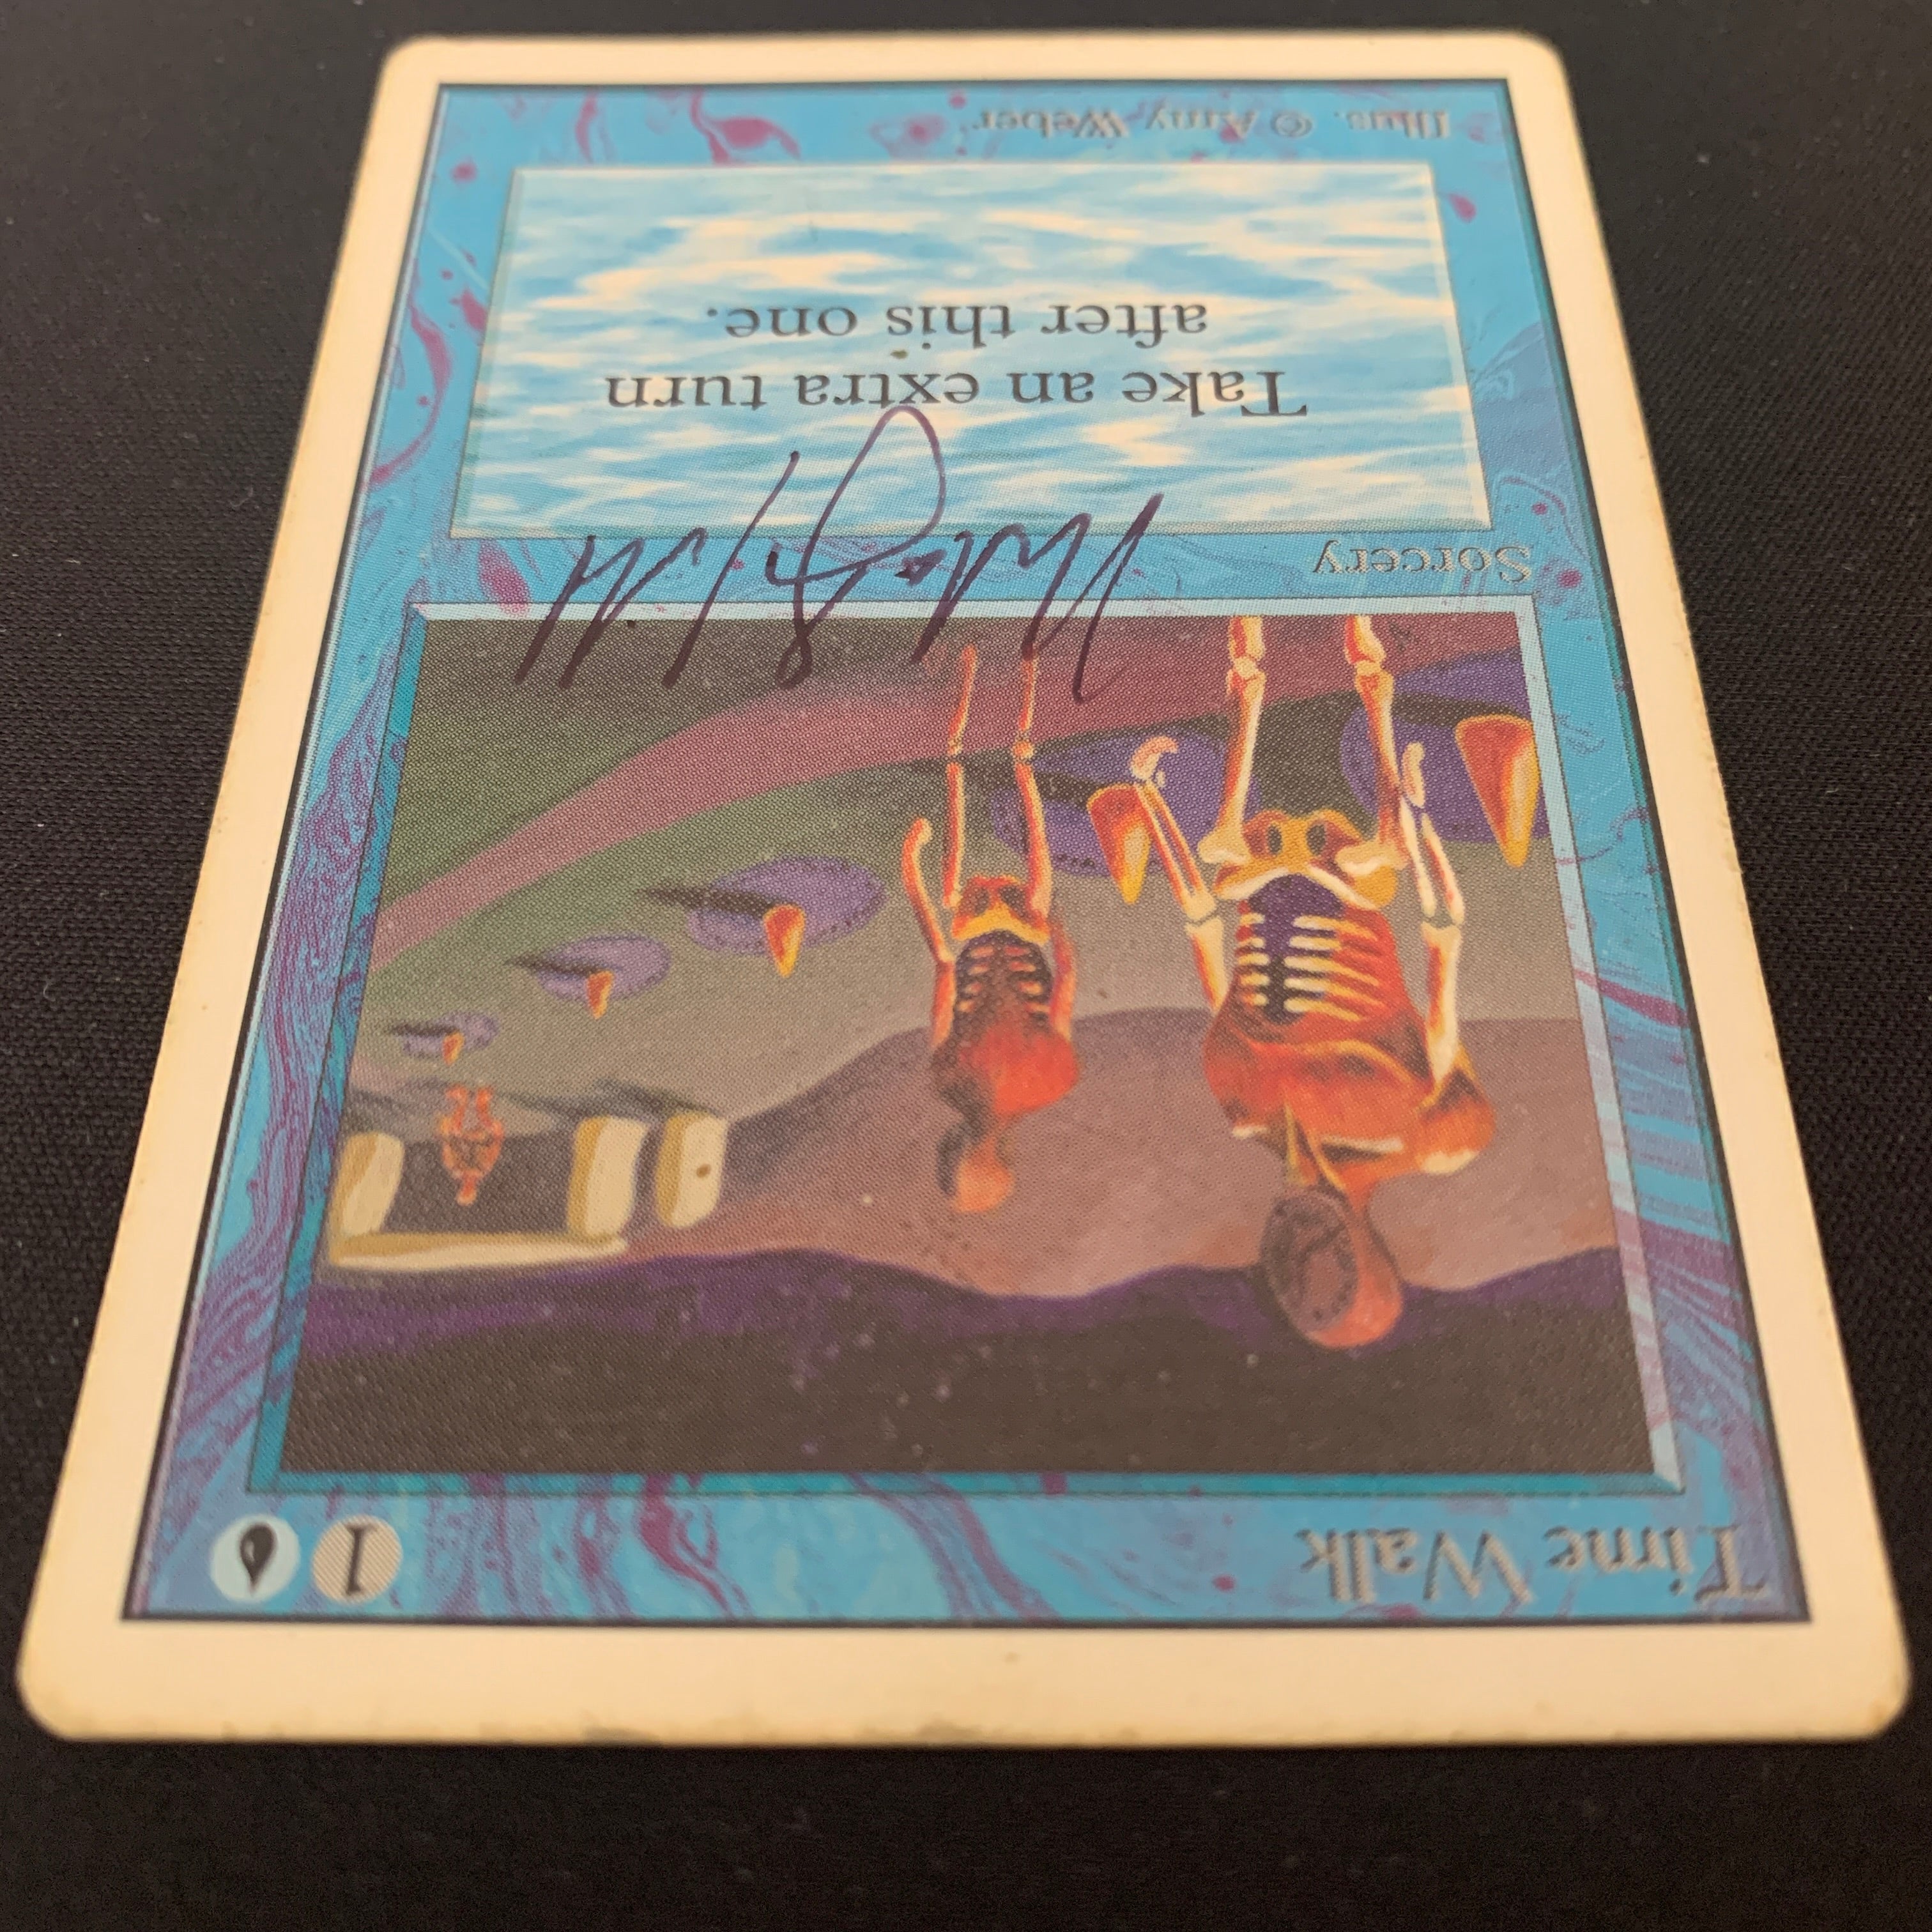 Time Walk
1
Sorcery
Take an extra turn
after this one.
Illus. © Amy Weber